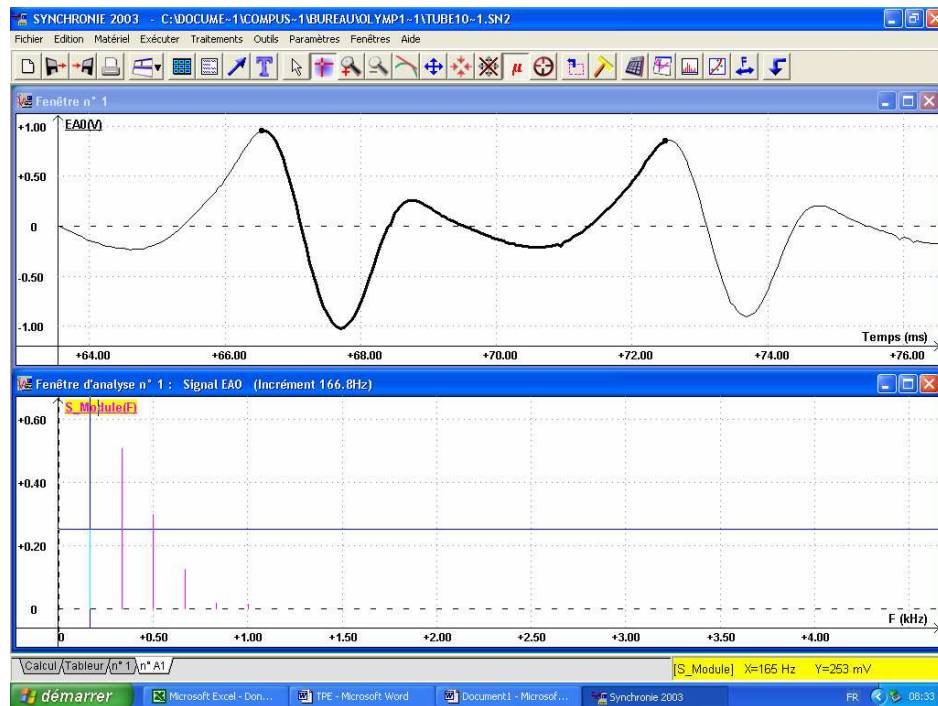 SYNCHRONIE 2003 - C:\DOCUME~1\COMPUS~1\BUREAU\OLYMP1~1\TUBE10~1.SN2
Fichier Edition Matériel Exécuter Traitements Outils Paramètres Fenêtres Aide
Fenêtre n° 1
EA0(V)
+1.00
+0.50
0
-0.50
-1.00
Temps (ms)
+64.00 +66.00 +68.00 +70.00 +72.00 +74.00 +76.00
Fenêtre d'analyse n° 1 : Signal EA0 (Incrément 166.8Hz)
S_Module(F)
+0.60
+0.40
+0.20
0
F (kHz)
0 +0.50 +1.00 +1.50 +2.00 +2.50 +3.00 +3.50 +4.00
Calcul Tableur n° 1 n° A1
[S_Module] X=165 Hz Y=253 mV
démarrer Microsoft Excel - Don... TPE - Microsoft Word Document1 - Microsof... Synchronie 2003 FR 08:33